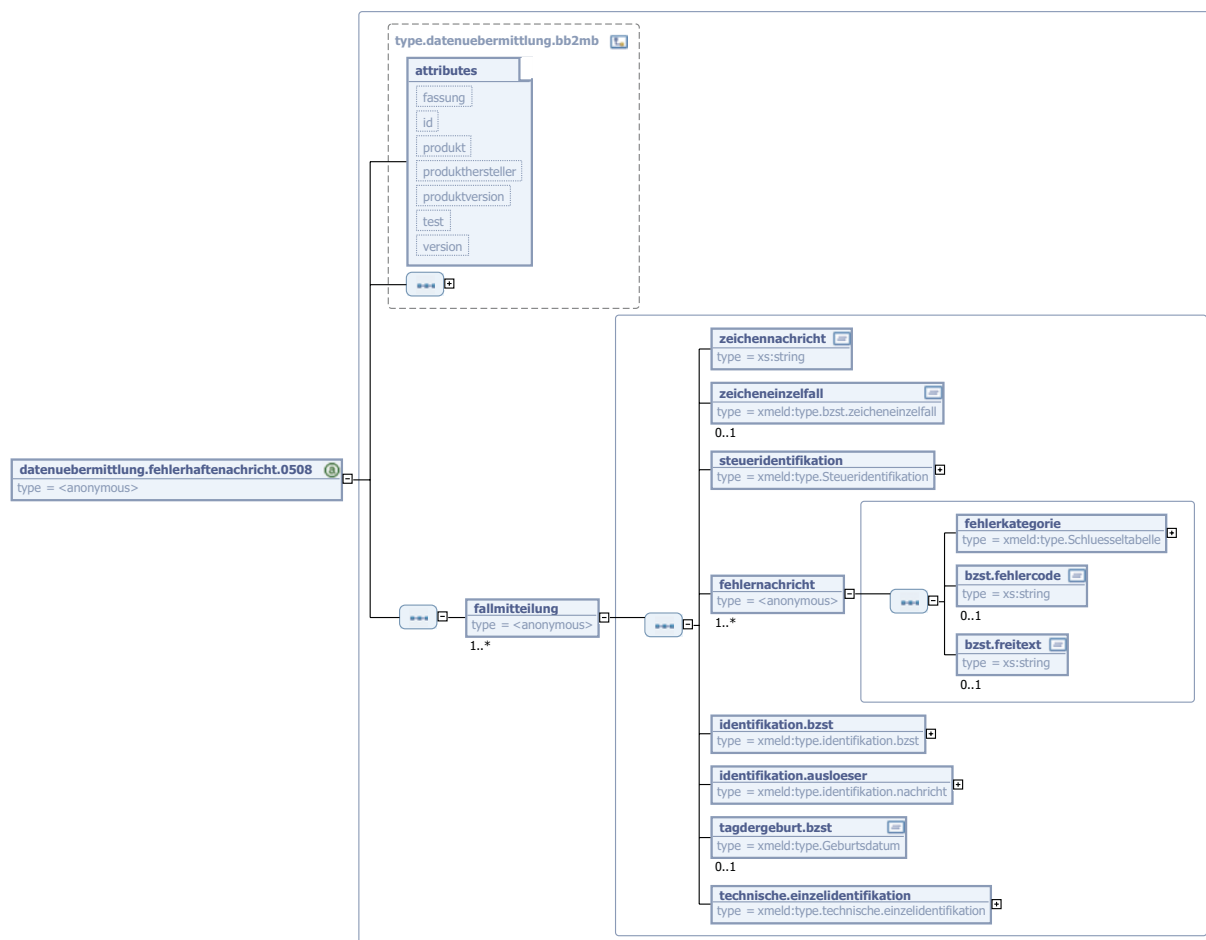 type.datenuebermittlung.bb2mb
attributes
fassung
id
produkt
produkthersteller
produktversion
test
version
datenuebermittlung.fehlerhaftenachricht.0508
type = <anonymous>
fallmitteilung
type = <anonymous>
1..*
zeichennachricht
type = xs:string
zeicheneinzelfall
type = xmeld:type.bzst.zeicheneinzelfall
0..1
steueridentifikation
type = xmeld:type.Steueridentifikation
fehlernachricht
type = <anonymous>
1..*
fehlerkategorie
type = xmeld:type.Schluesseltabelle
bzst.fehlercode
type = xs:string
0..1
bzst.freitext
type = xs:string
0..1
identifikation.bzst
type = xmeld:type.identifikation.bzst
identifikation.ausloeser
type = xmeld:type.identifikation.nachricht
tagdergeburt.bzst
type = xmeld:type.Geburtsdatum
0..1
technische.einzelidentifikation
type = xmeld:type.technische.einzelidentifikation